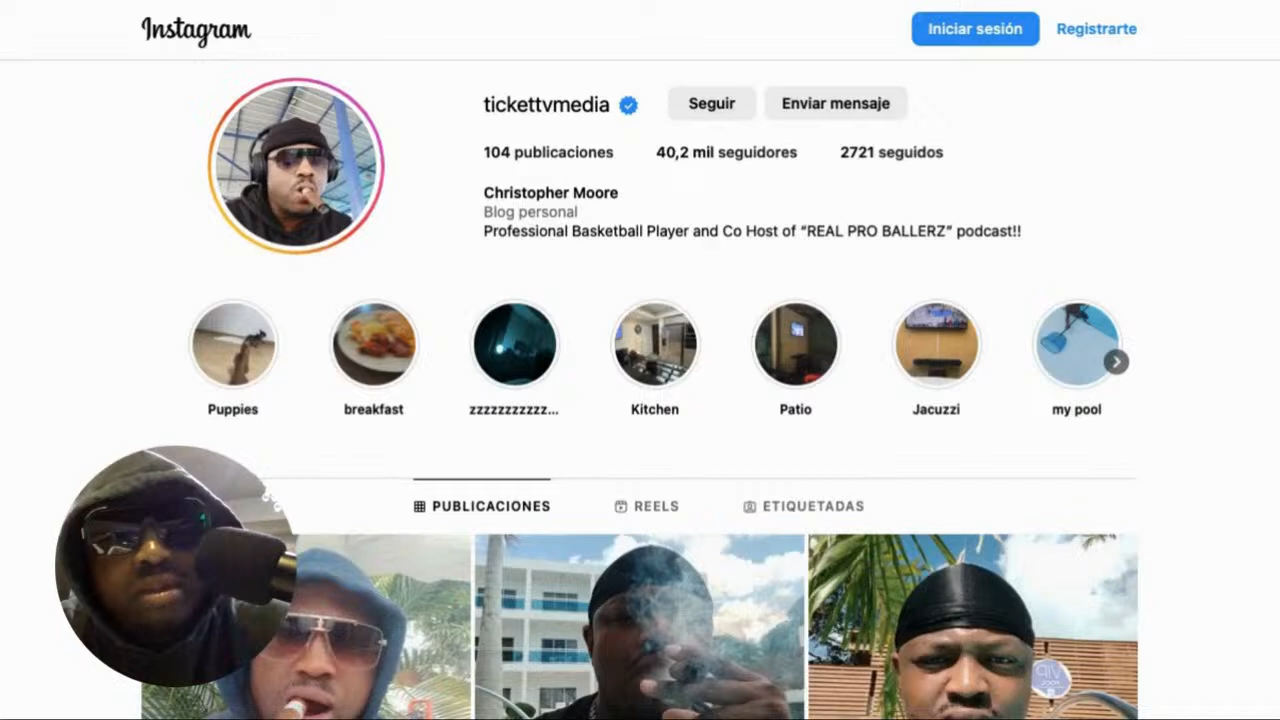 Instagram
Iniciar sesión
Registrarte
tickettvmedia
Seguir
Enviar mensaje
104 publicaciones
40,2 mil seguidores
2721 seguidos
Christopher Moore
Blog personal
Professional Basketball Player and Co Host of “REAL PRO BALLERZ” podcast!!
Puppies
breakfast
zzzzzzzzzzz...
Kitchen
Patio
Jacuzzi
my pool
PUBLICACIONES
REELS
ETIQUETADAS
VIP
POOL